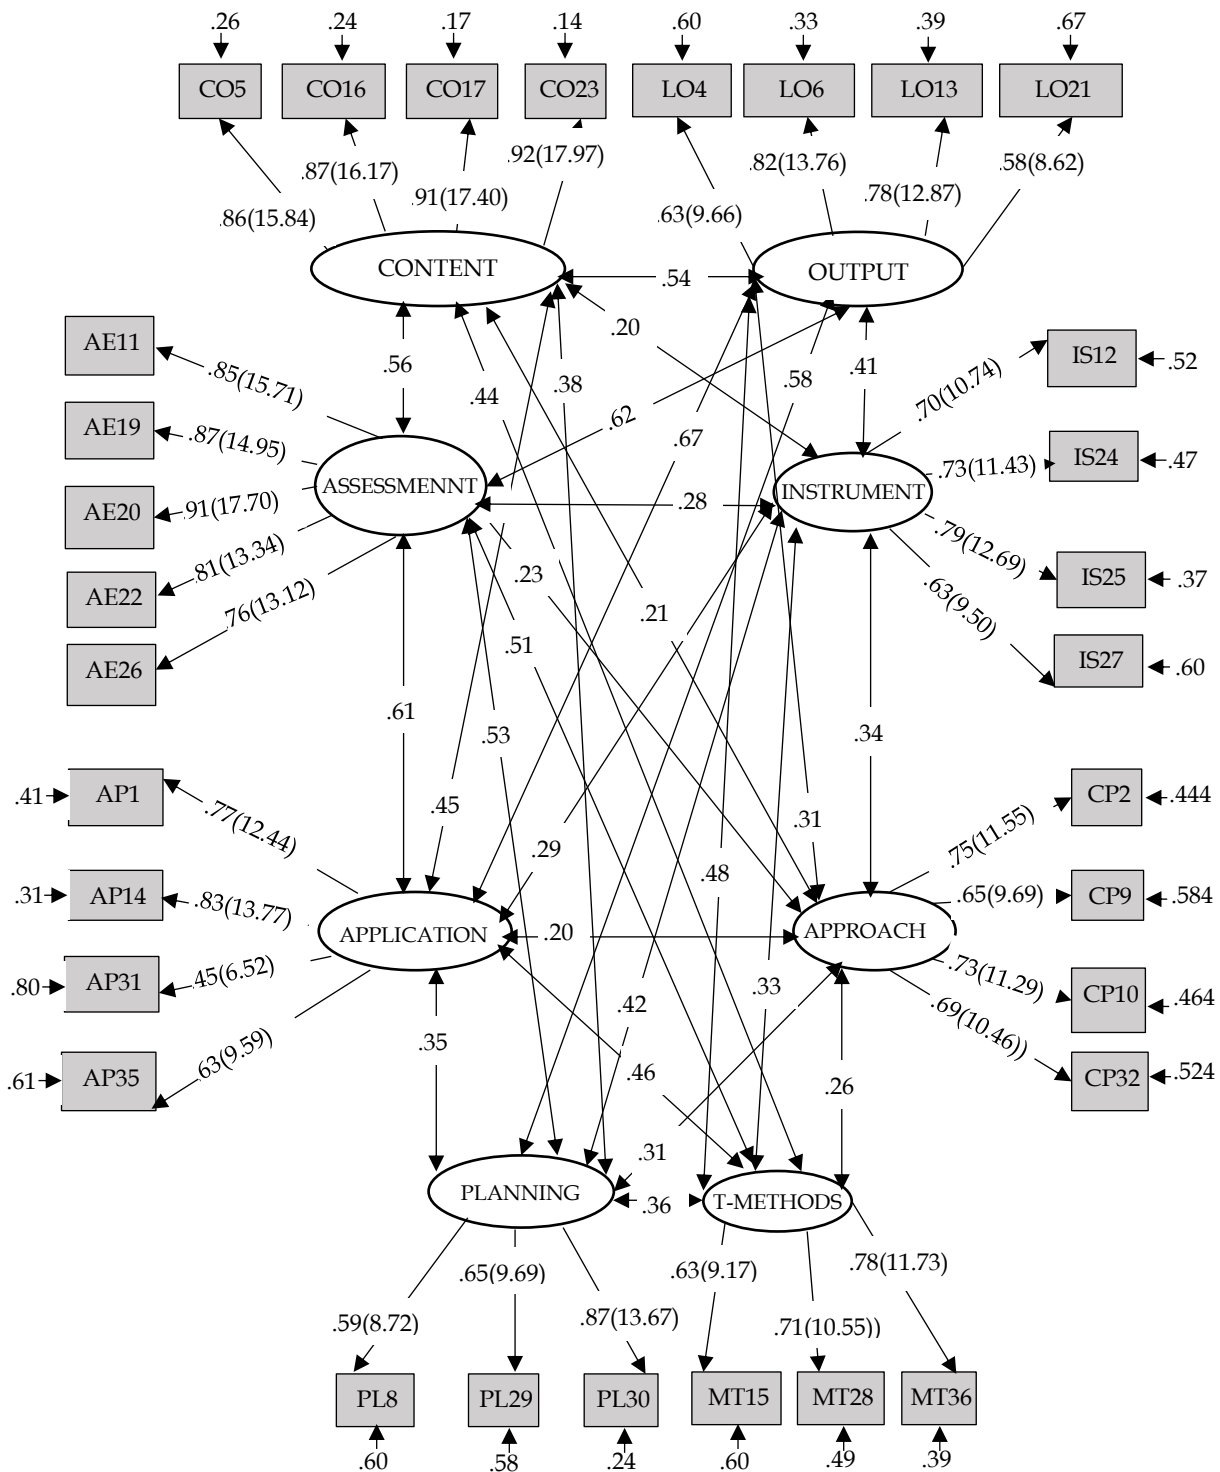 .26 .24 .17 .14 .60 .33 .39 .67
CO5 CO16 CO17 CO23 LO4 LO6 LO13 LO21
.92(17.97) .82(13.76) .58(8.62)
.87(16.17)
.91(17.40) .78(12.87)
.86(15.84) .63(9.66)
CONTENT OUTPUT
.54
.20
AE11 IS12 .52
.85(15.71) .56 .38 .58 .41 .70(10.74)
.44
AE19 .62
.87(14.95) .67 .73(11.43) IS24 .47
ASSESSMENNT INSTRUMENT
.28
AE20 .91(17.70)
.79(12.69)
.81(13.34) .23 IS25 .37
AE22 .76(13.12) .21 .63(9.50)
.51
AE26 IS27 .60
.61
.53 .34
AP1 CP2 .444
.41 .77(12.44) .45 .31 .75(11.55)
.29
.48
.31 AP14 .83(13.77) .65(9.69) CP9 .584
APPLICATION .20 APPROACH
.80 AP31 .45(6.52) .73(11.29)
.33 CP10 .464
.42 .69(10.46))
.63(9.59) .35
.61 AP35 .46 .26 CP32 .524
.31
PLANNING .36 T-METHODS
.65(9.69) .63(9.17) .78(11.73)
.59(8.72) .87(13.67) .71(10.55))
PL8 PL29 PL30 MT15 MT28 MT36
.60 .58 .24 .60 .49 .39